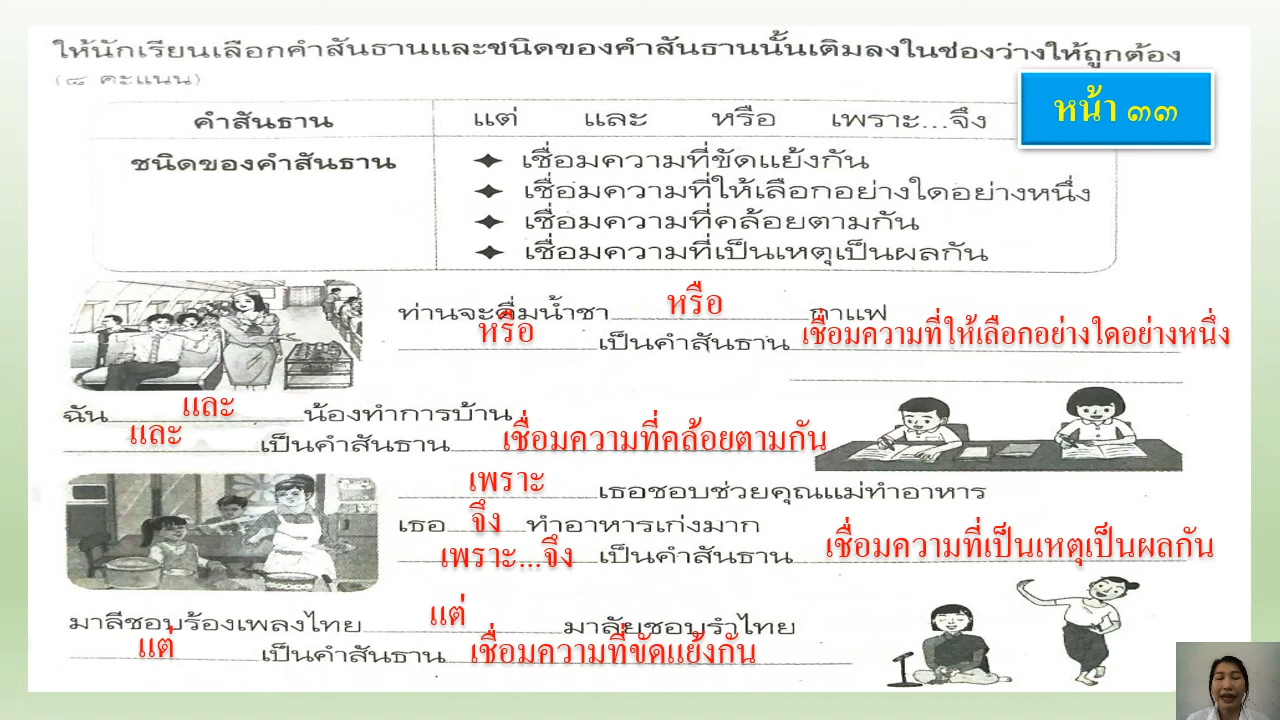 ให้นักเรียนเลือกคำสันธานและชนิดของคำสันธานนั้นเติมลงในช่องว่างให้ถูกต้อง
(๘ คะแนน)
หน้า ๓๓
คำสันธาน แต่ และ หรือ เพราะ...จึง
ชนิดของคำสันธาน
เชื่อมความที่ขัดแย้งกัน
เชื่อมความที่ให้เลือกอย่างใดอย่างหนึ่ง
เชื่อมความที่คล้อยตามกัน
เชื่อมความที่เป็นเหตุเป็นผลกัน
ท่านจะดื่มน้ำชา หรือ กาแฟ
หรือ เป็นคำสันธาน เชื่อมความที่ให้เลือกอย่างใดอย่างหนึ่ง
ฉัน และ น้องทำการบ้าน
และ เป็นคำสันธาน เชื่อมความที่คล้อยตามกัน
เพราะ เธอชอบช่วยคุณแม่ทำอาหาร
เธอ จึง ทำอาหารเก่งมาก
เพราะ...จึง เป็นคำสันธาน เชื่อมความที่เป็นเหตุเป็นผลกัน
มาลีชอบร้องเพลงไทย แต่ มาลัยชอบรำไทย
แต่ เป็นคำสันธาน เชื่อมความที่ขัดแย้งกัน